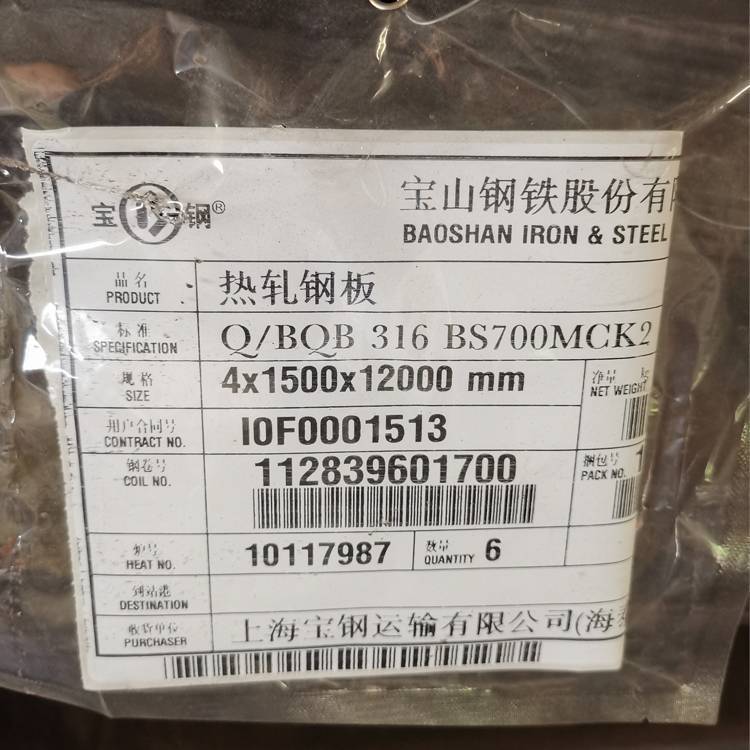 宝钢®
宝山钢铁股份有
BAOSHAN IRON & STEEL
品名 热轧钢板
PRODUCT
标准 Q/BQB 316 BS700MCK2
SPECIFICATION
规格 4x1500x12000 mm 净重 kg
SIZE NET WEIGHT
用户合同号 I0F0001513
CONTRACT NO.
钢卷号 112839601700 捆包号 1
COIL NO. PACK NO.
炉号 10117987 数量 6
HEAT NO. QUANTITY
到站港
DESTINATION
收货单位 上海宝钢运输有限公司(海
PURCHASER